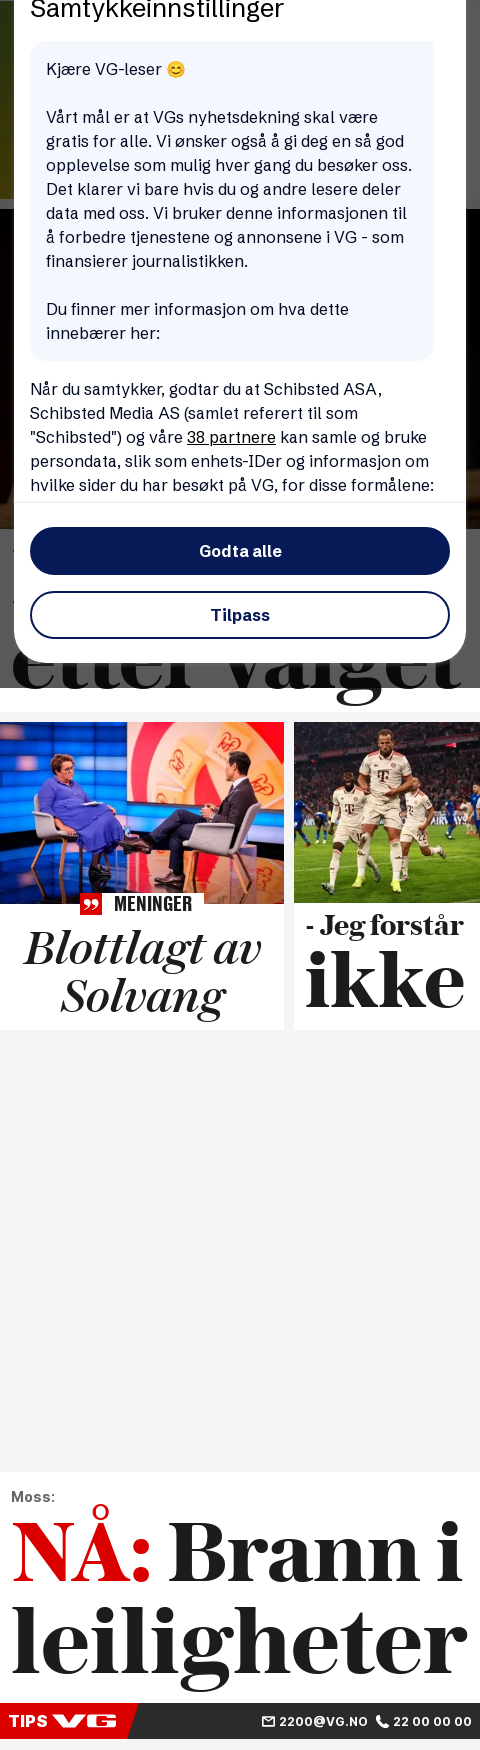 Samtykkeinnstillinger
Kjære VG-leser 😊
Vårt mål er at VGs nyhetsdekning skal være
gratis for alle. Vi ønsker også å gi deg en så god
opplevelse som mulig hver gang du besøker oss.
Det klarer vi bare hvis du og andre lesere deler
data med oss. Vi bruker denne informasjonen til
å forbedre tjenestene og annonsene i VG - som
finansierer journalistikken.
Du finner mer informasjon om hva dette
innebærer her:
Når du samtykker, godtar du at Schibsted ASA,
Schibsted Media AS (samlet referert til som
"Schibsted") og våre 38 partnere kan samle og bruke
persondata, slik som enhets-IDer og informasjon om
hvilke sider du har besøkt på VG, for disse formålene:
Godta alle
Tilpass
etter valget
MENINGER
Blottlagt av
Solvang
- Jeg forstår
ikke
Moss:
NÅ: Brann i
leiligheter
TIPS VG 2200@VG.NO 22 00 00 00